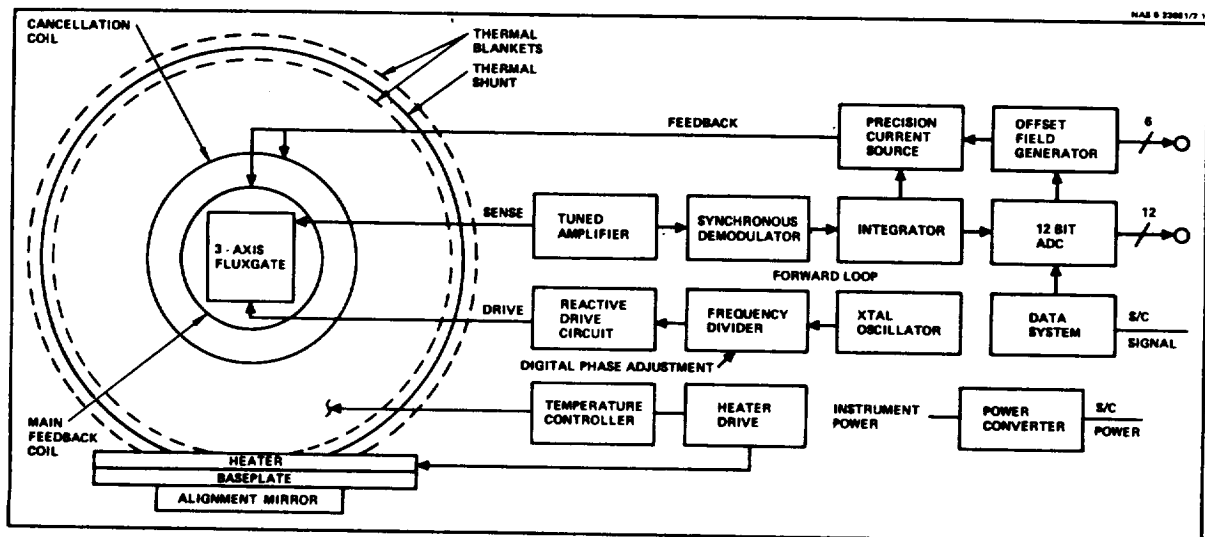 CANCELLATION
COIL
THERMAL
BLANKETS
THERMAL
SHUNT
FEEDBACK
PRECISION
CURRENT
SOURCE
OFFSET
FIELD
GENERATOR
6
SENSE
TUNED
AMPLIFIER
SYNCHRONOUS
DEMODULATOR
INTEGRATOR
12 BIT
ADC
12
3 - AXIS
FLUXGATE
FORWARD LOOP
DRIVE
REACTIVE
DRIVE
CIRCUIT
FREQUENCY
DIVIDER
XTAL
OSCILLATOR
DATA
SYSTEM
S/C
SIGNAL
DIGITAL PHASE ADJUSTMENT
MAIN
FEEDBACK
COIL
TEMPERATURE
CONTROLLER
HEATER
DRIVE
INSTRUMENT
POWER
POWER
CONVERTER
S/C
POWER
HEATER
BASEPLATE
ALIGNMENT MIRROR